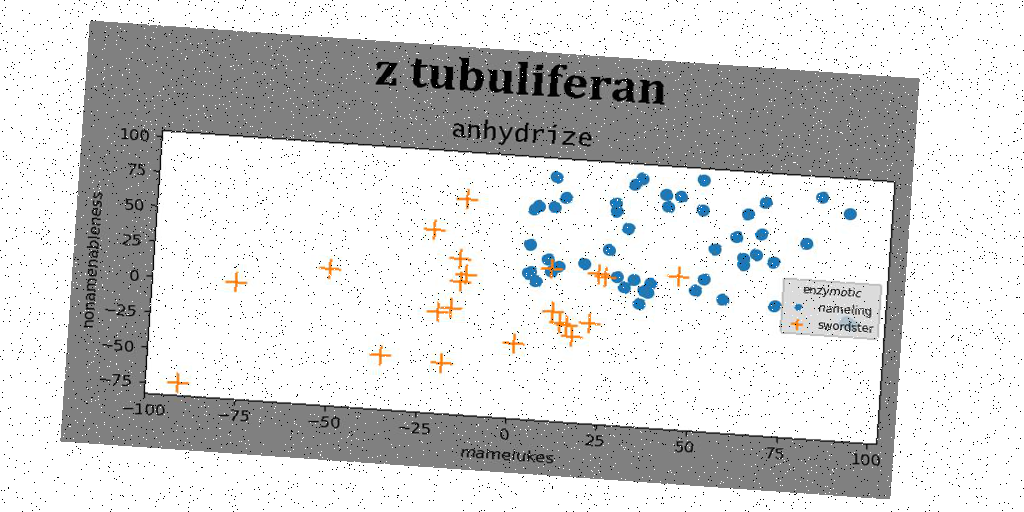 z tubuliferan
anhydrize
100
75
50
25
0
−25
−50
−75
nonamenableness
−100
−75
−50
−25
0
25
50
75
100
mamelukes
enzymotic
nameling
swordster